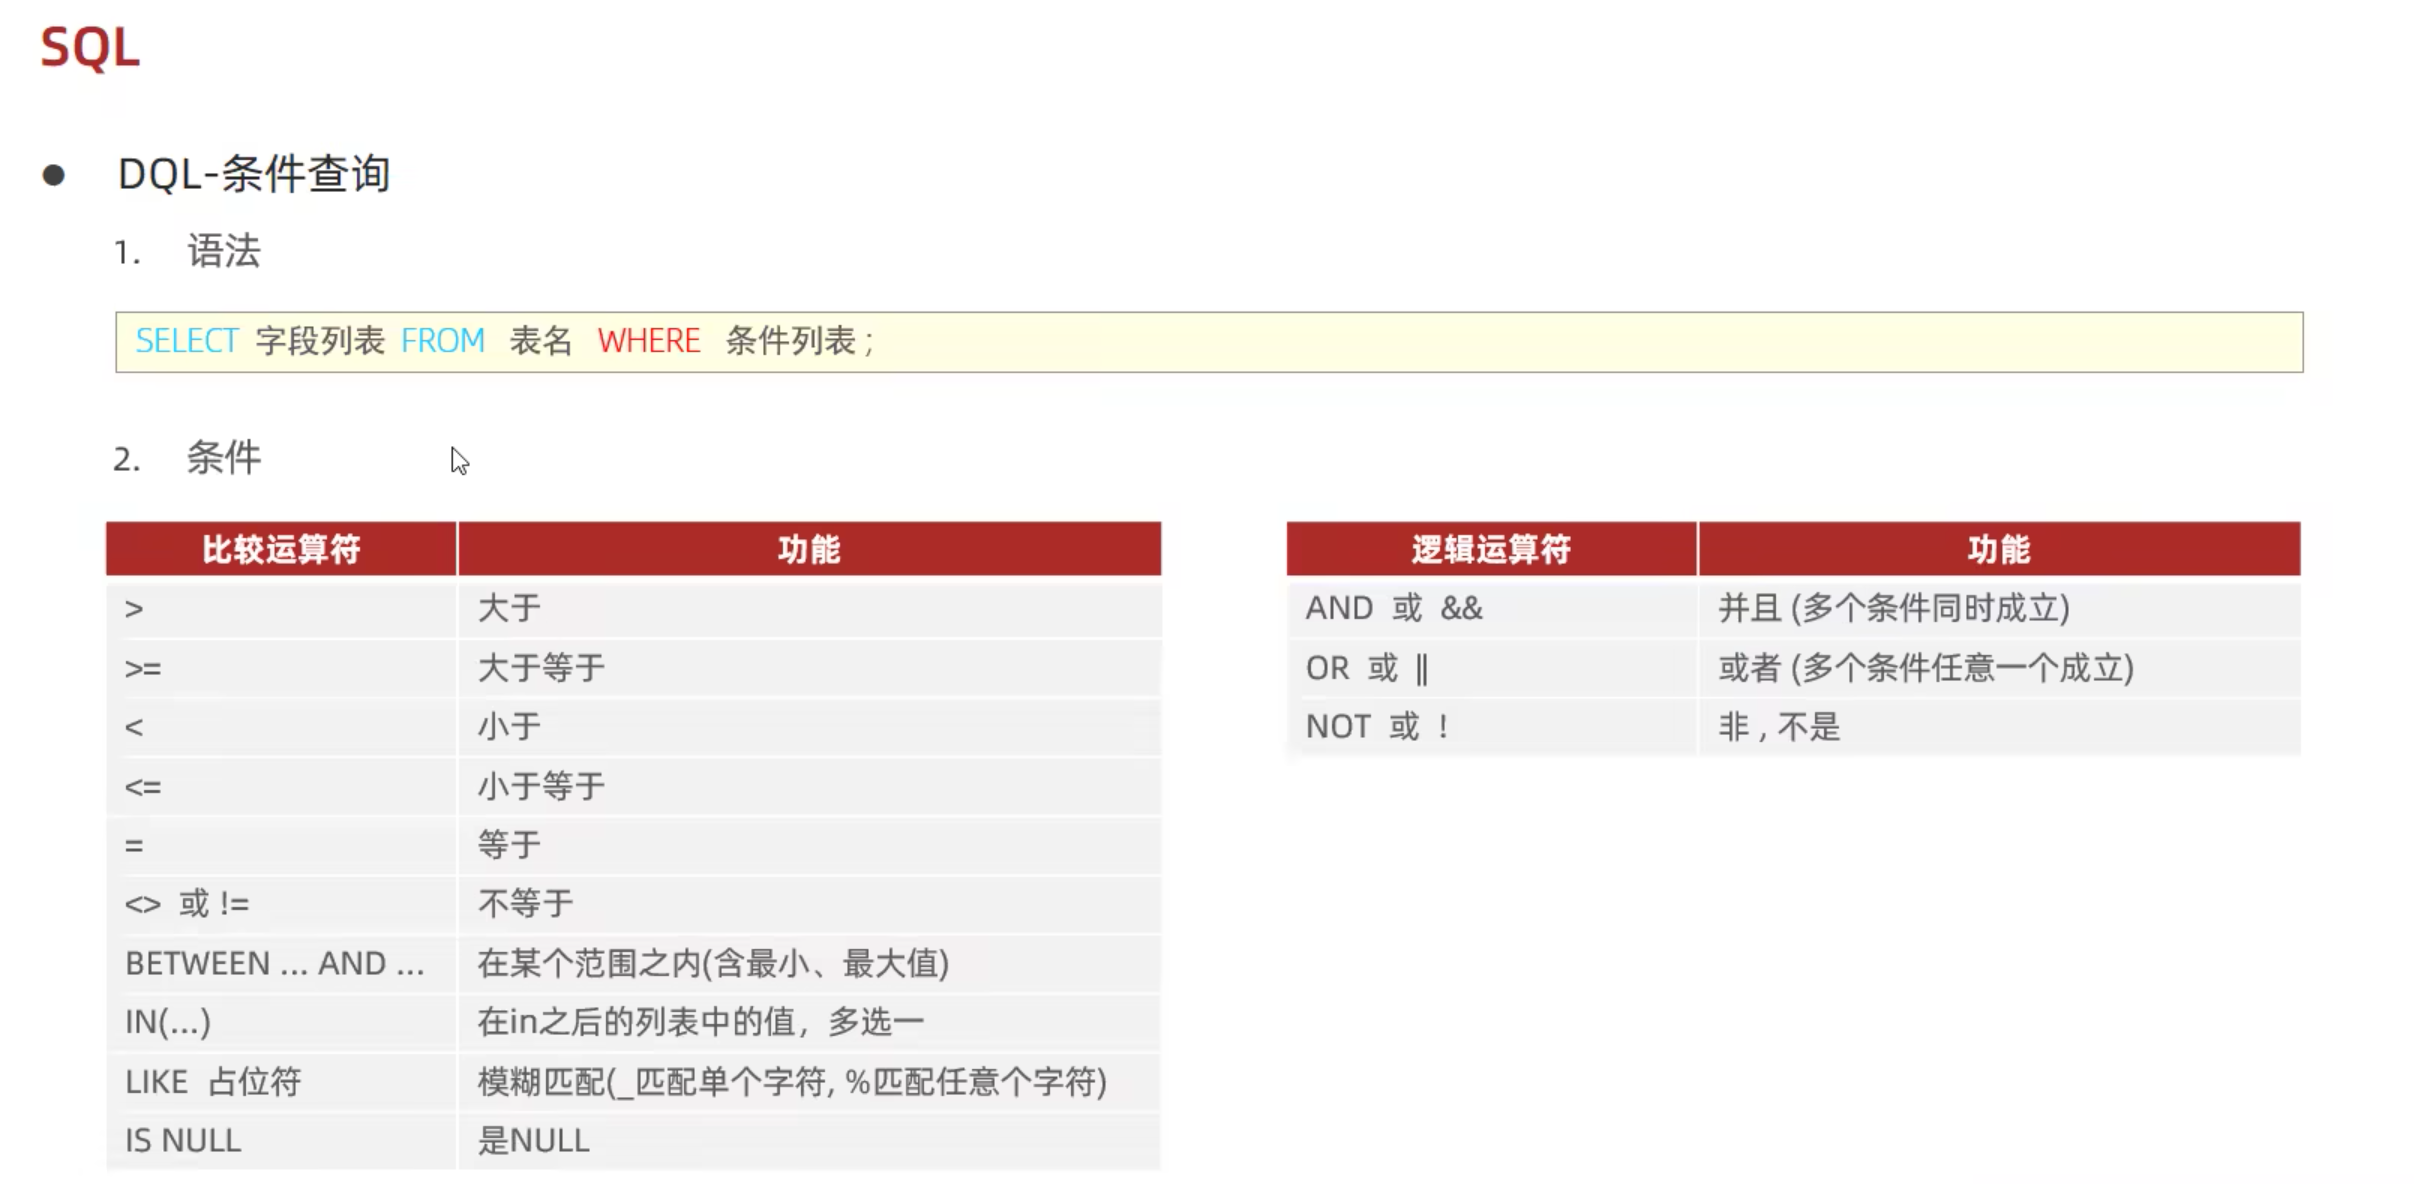 SQL
● DQL-条件查询
1. 语法
SELECT 字段列表 FROM 表名 WHERE 条件列表 ;
2. 条件
比较运算符 功能
> 大于
>= 大于等于
< 小于
<= 小于等于
= 等于
<> 或 != 不等于
BETWEEN ... AND ... 在某个范围之内(含最小、最大值)
IN(...) 在in之后的列表中的值，多选一
LIKE 占位符 模糊匹配(_匹配单个字符, %匹配任意个字符)
IS NULL 是NULL
逻辑运算符 功能
AND 或 && 并且 (多个条件同时成立)
OR 或 || 或者 (多个条件任意一个成立)
NOT 或 ! 非 , 不是